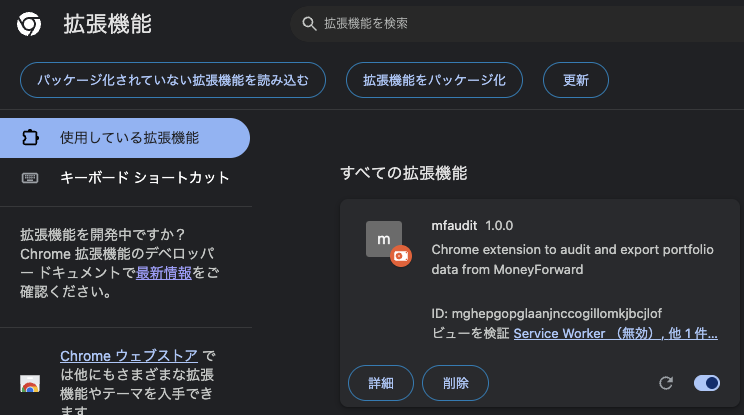 拡張機能
拡張機能を検索
パッケージ化されていない拡張機能を読み込む
拡張機能をパッケージ化
更新
使用している拡張機能
キーボード ショートカット
拡張機能を開発中ですか？
Chrome 拡張機能のデベロッパ
ー ドキュメントで最新情報をご
確認ください。
Chrome ウェブストア で
は他にもさまざまな拡張
機能やテーマを入手でき
ます。
すべての拡張機能
m
mfaudit 1.0.0
Chrome extension to audit and export portfolio
data from MoneyForward
ID: mghepgopglaanjnccogillomkjbcjlof
ビューを検証 Service Worker （無効）, 他 1 件...
詳細
削除